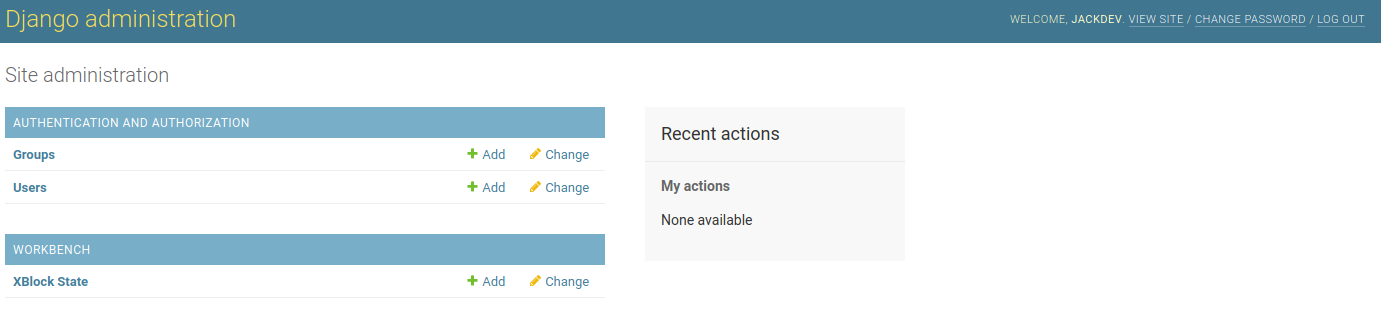 Django administration
WELCOME, JACKDEV. VIEW SITE / CHANGE PASSWORD / LOG OUT
Site administration
AUTHENTICATION AND AUTHORIZATION
Groups Add Change
Users Add Change
WORKBENCH
XBlock State Add Change
Recent actions
My actions
None available